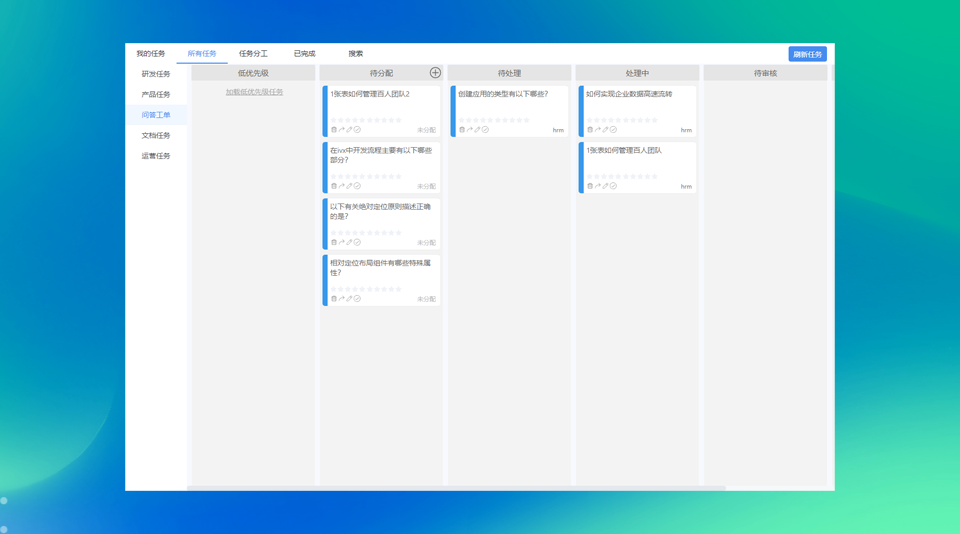 我的任务
所有任务
任务分工
已完成
搜索
刷新任务
研发任务
产品任务
问答工单
文档任务
运营任务
低优先级
加载低优先级任务
待分配
1张表如何管理百人团队2
未分配
在ivx中开发流程主要有以下哪些
部分?
未分配
以下有关绝对定位原则描述正确
的是?
未分配
相对定位布局组件有哪些特殊属
性?
未分配
待处理
创建应用的类型有以下哪些?
hrm
处理中
如何实现企业数据高速流转
hrm
1张表如何管理百人团队
hrm
待审核